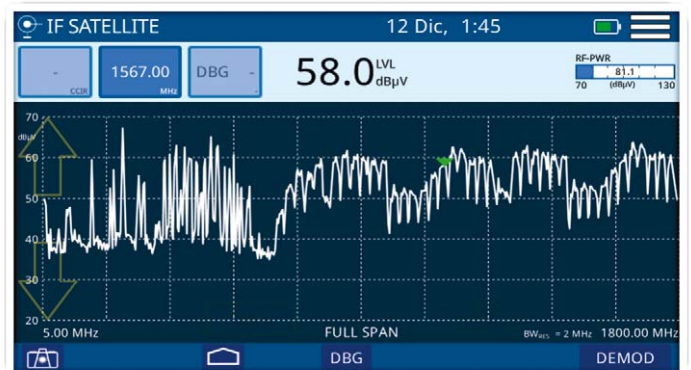 IF SATELLITE 12 Dic, 1:45
- CCIR
1567.00 MHz
DBG - -
58.0 LVL dBµV
RF-PWR
81.1
70 (dBµV) 130
70
dBµV
60
50
40
30
20
5.00 MHz FULL SPAN BWRES = 2 MHz 1800.00 MHz
DBG DEMOD